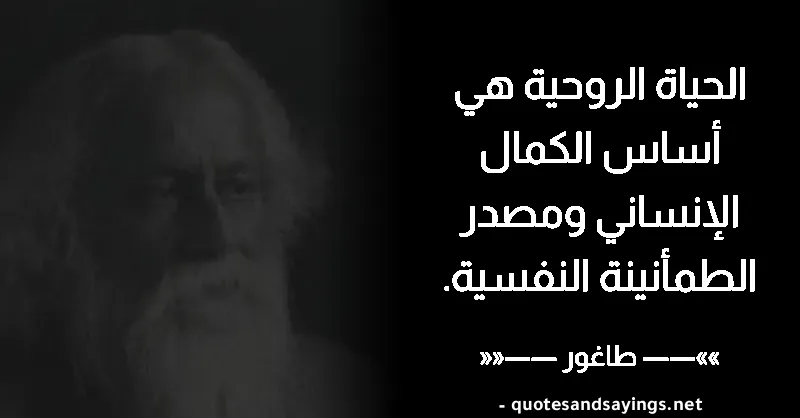 الحياة الروحية هي
أساس الكمال
الإنساني ومصدر
الطمأنينة النفسية.
»»—— طاغور ——««
- quotesandsayings.net